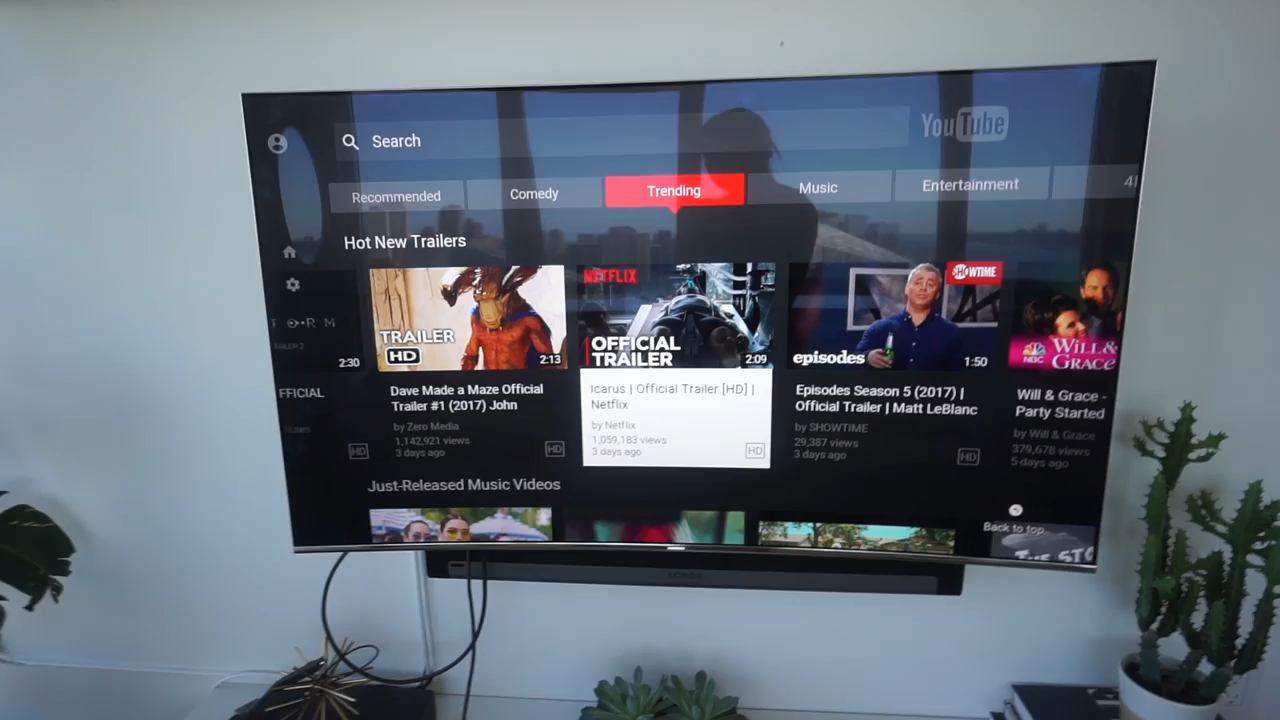 Search
YouTube
Recommended
Comedy
Trending
Music
Entertainment
Hot New Trailers
2:30
FFICIAL
HD
TRAILER
HD
2:13
Dave Made a Maze Official
Trailer #1 (2017) John
by Zero Media
1,142,921 views
3 days ago
HD
NETFLIX
OFFICIAL
TRAILER
2:09
Icarus | Official Trailer [HD] |
Netflix
by Netflix
1,059,183 views
3 days ago
HD
SHOWTIME
episodes
1:50
Episodes Season 5 (2017) |
Official Trailer | Matt LeBlanc
by SHOWTIME
29,387 views
3 days ago
HD
NBC
WILL &
GRACE
Will & Grace -
Party Started
by Will & Grace
379,678 views
5 days ago
Just-Released Music Videos
Back to top
SONOS